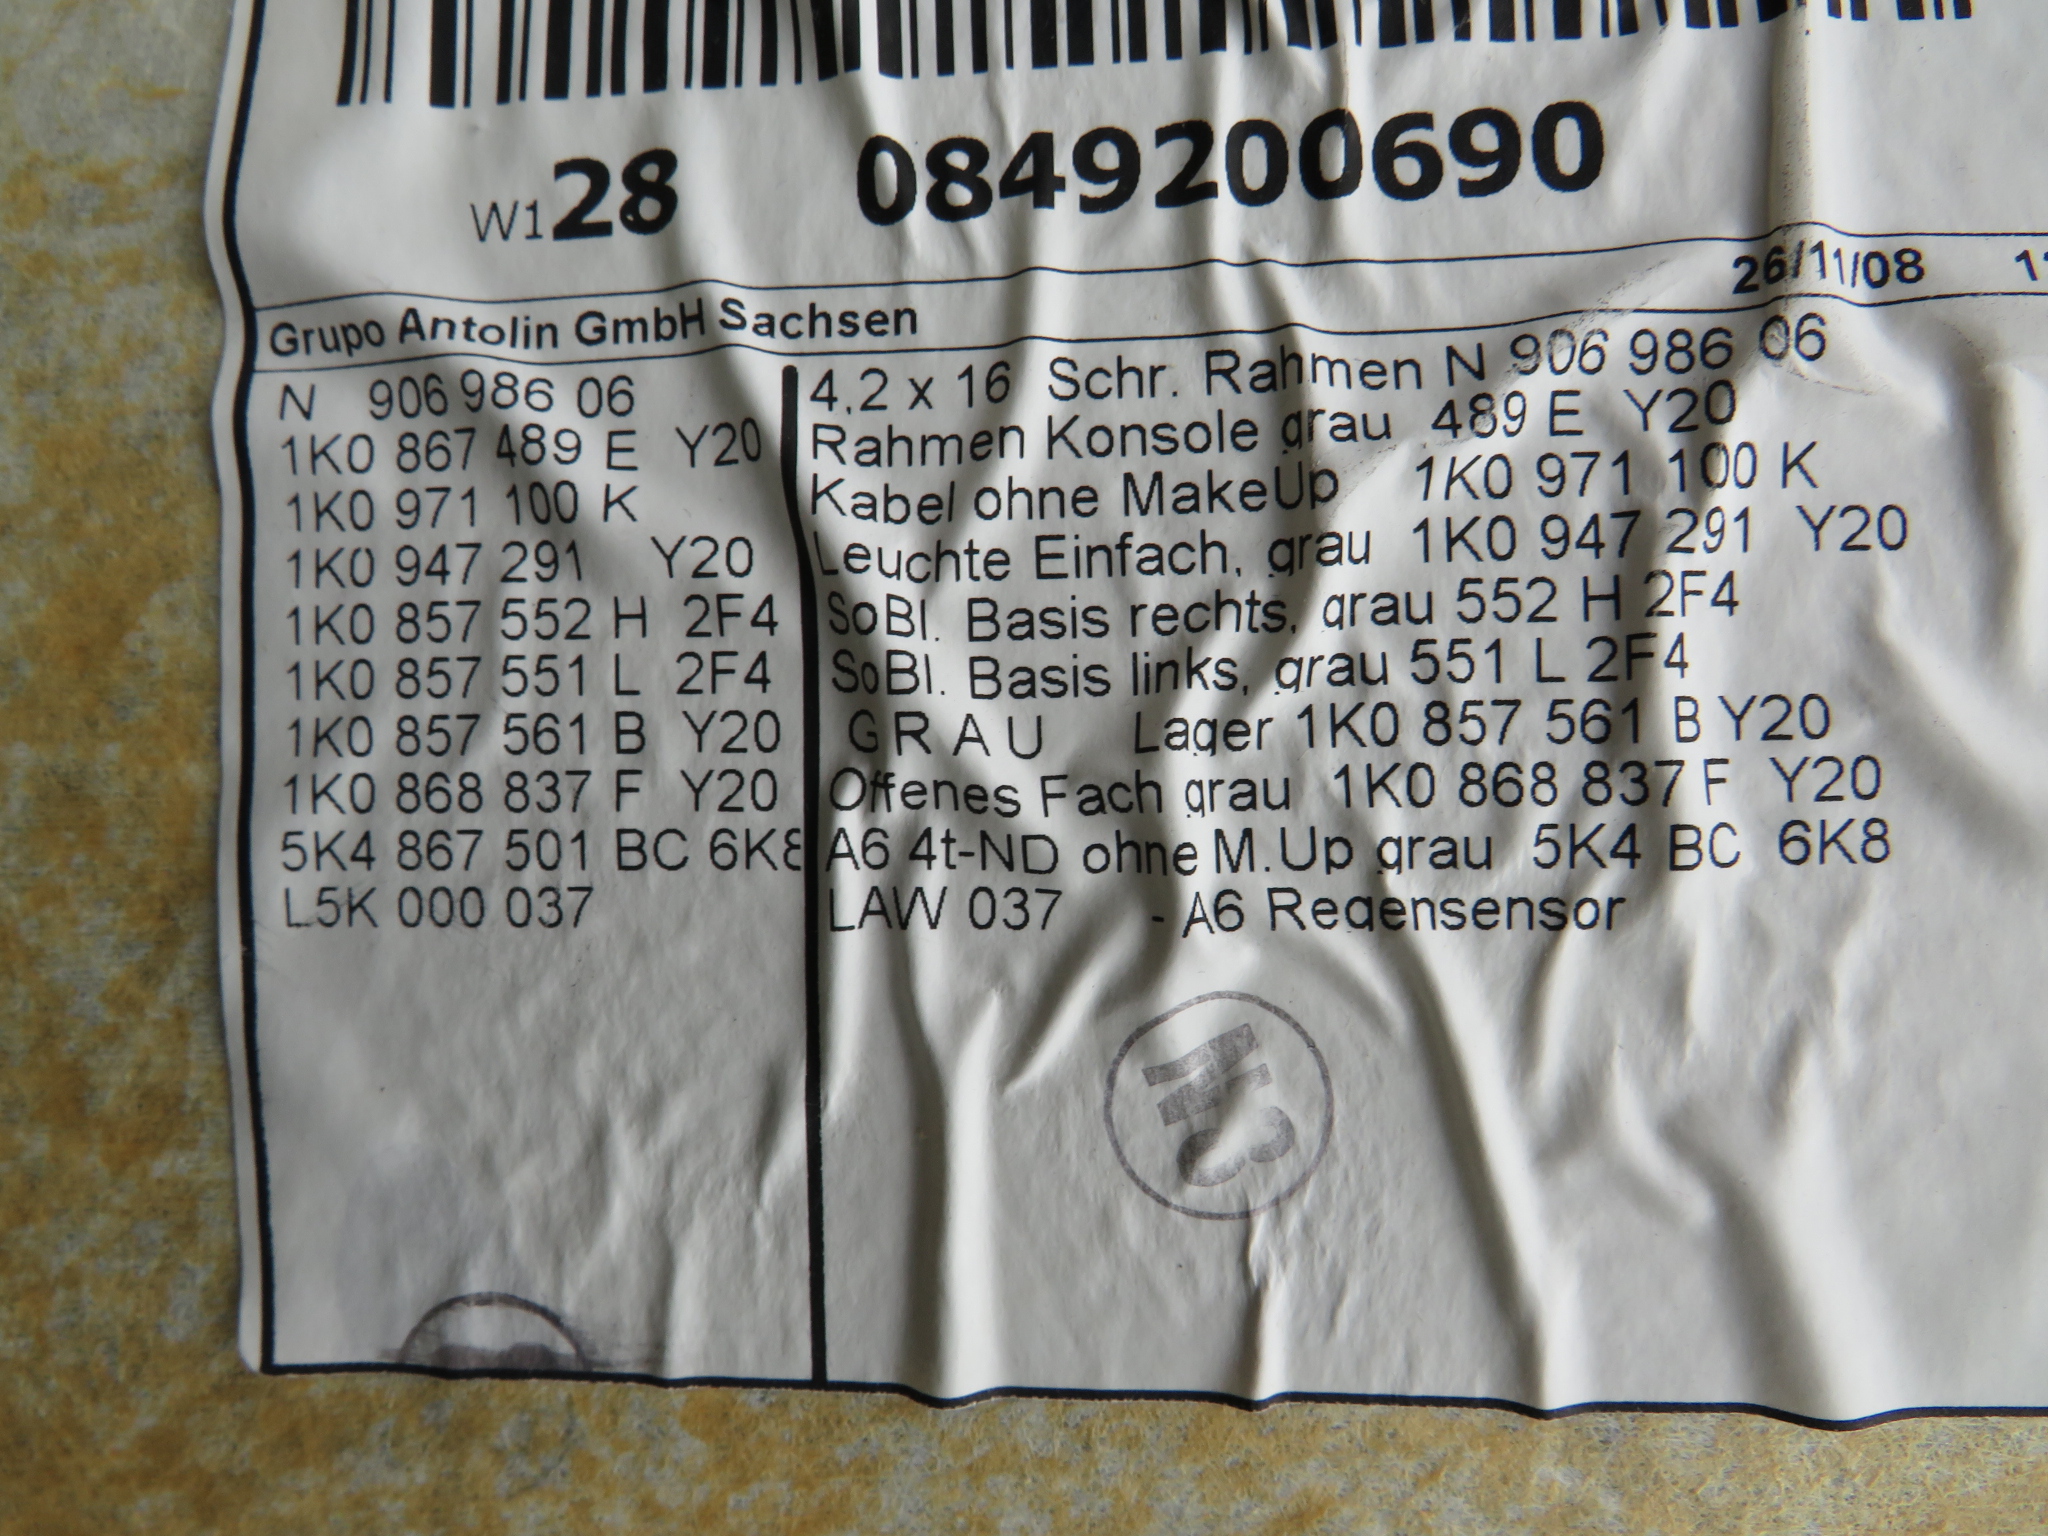 W128 0849200690
26/11/08
Grupo Antolin GmbH Sachsen
N 906 986 06 4,2 x 16 Schr. Rahmen N 906 986 06
1K0 867 489 E Y20 Rahmen Konsole grau 489 E Y20
1K0 971 100 K Kabel ohne MakeUp 1K0 971 100 K
1K0 947 291 Y20 Leuchte Einfach, grau 1K0 947 291 Y20
1K0 857 552 H 2F4 SoBl. Basis rechts, grau 552 H 2F4
1K0 857 551 L 2F4 SoBl. Basis links, grau 551 L 2F4
1K0 857 561 B Y20 G R A U Lager 1K0 857 561 B Y20
1K0 868 837 F Y20 Offenes Fach grau 1K0 868 837 F Y20
5K4 867 501 BC 6K8 A6 4t-ND ohne M.Up grau 5K4 BC 6K8
L5K 000 037 LAW 037 - A6 Regensensor